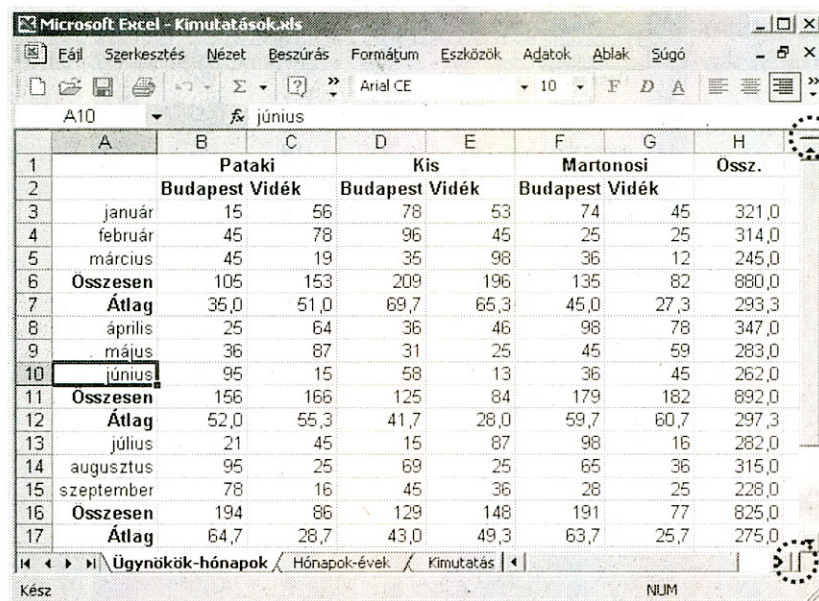 Microsoft Excel - Kimutatások.xls
Fájl Szerkesztés Nézet Beszúrás Formátum Eszközök Adatok Ablak Súgó
Arial CE 10 F D A
A10 fx június
A B C D E F G H
1 Pataki Kis Martonosi Össz.
2 Budapest Vidék Budapest Vidék Budapest Vidék
3 január 15 56 78 53 74 45 321,0
4 február 45 78 96 45 25 25 314,0
5 március 45 19 35 98 36 12 245,0
6 Összesen 105 153 209 196 135 82 880,0
7 Átlag 35,0 51,0 69,7 65,3 45,0 27,3 293,3
8 április 25 64 36 46 98 78 347,0
9 május 36 87 31 25 45 59 283,0
10 június 95 15 58 13 36 45 262,0
11 Összesen 156 166 125 84 179 182 892,0
12 Átlag 52,0 55,3 41,7 28,0 59,7 60,7 297,3
13 július 21 45 15 87 98 16 282,0
14 augusztus 95 25 69 25 65 36 315,0
15 szeptember 78 16 45 36 28 25 228,0
16 Összesen 194 86 129 148 191 77 825,0
17 Átlag 64,7 28,7 43,0 49,3 63,7 25,7 275,0
Ügynökök-hónapok Hónapok-évek Kimutatás
Kész NUM